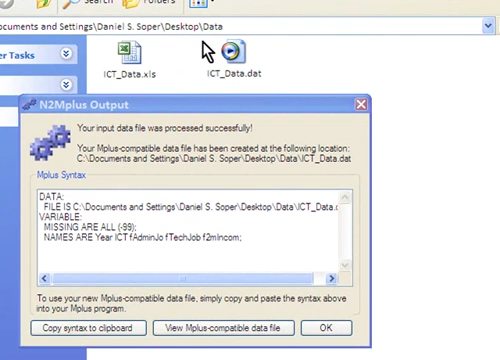 Search
Folders
ocuments and Settings\Daniel S. Soper\Desktop\Data
er Tasks
ICT_Data.xls
ICT_Data.dat
N2Mplus Output
Your input data file was processed successfully!
Your Mplus-compatible data file has been created at the following location:
C:\Documents and Settings\Daniel S. Soper\Desktop\Data\ICT_Data.dat
Mplus Syntax
DATA:
FILE IS C:\Documents and Settings\Daniel S. Soper\Desktop\Data\ICT_Data.d
VARIABLE:
MISSING ARE ALL (-99);
NAMES ARE Year ICT fAdminJo fTechJob f2mIncom;
To use your new Mplus-compatible data file, simply copy and paste the syntax above
into your Mplus program.
Copy syntax to clipboard
View Mplus-compatible data file
OK